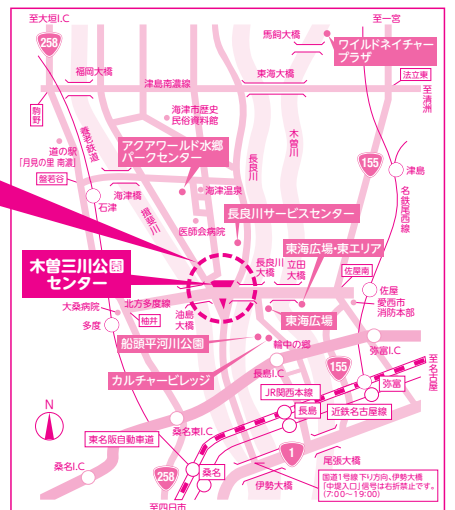 至大垣I.C
至一宮
258
馬飼大橋
ワイルドネイチャー
プラザ
福岡大橋
東海大橋
津島南濃線
法立東
至清洲
駒野
海津市歴史
民俗資料館
養老鉄道
木曽川
長良川
道の駅
「月見の里 南濃」
アクアワールド水郷
パークセンター
155
津島
盤若谷
海津橋
海津温泉
石津
揖斐川
名鉄尾西線
医師会病院
長良川サービスセンター
東海広場・東エリア
木曽三川公園
センター
長良川
大橋
立田
大橋
佐屋南
佐屋
大桑病院
北方多度線
油島
大橋
愛西市
消防本部
多度
柚井
東海広場
船頭平河川公園
輪中の郷
弥富I.C
カルチャービレッジ
長島I.C
155
至名古屋
JR関西本線
弥富
N
桑名東I.C
長島
近鉄名古屋線
東名阪自動車道
1
尾張大橋
桑名I.C
258
桑名
伊勢大橋
国道1号線下り方向、伊勢大橋
「中堤入口」信号は右折禁止です。
(7:00〜19:00)
至四日市